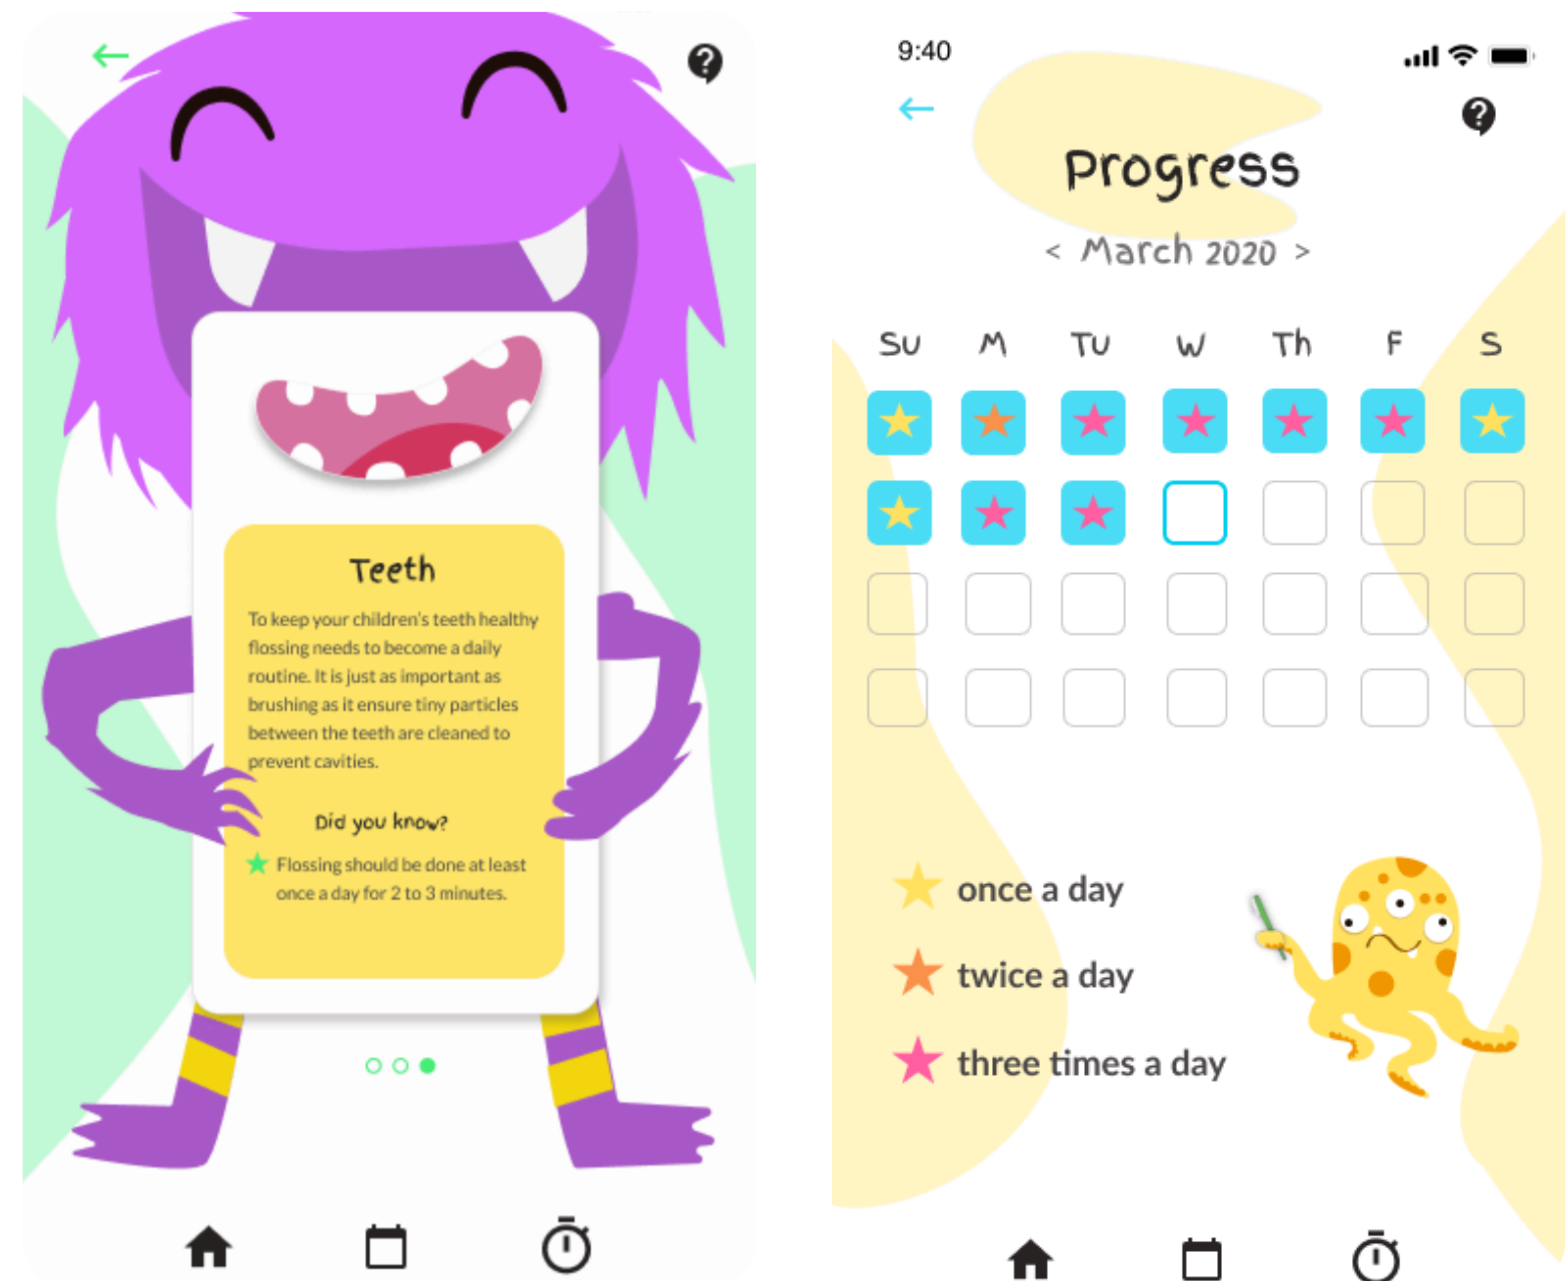 Teeth
To keep your children's teeth healthy
flossing needs to become a daily
routine. It is just as important as
brushing as it ensure tiny particles
between the teeth are cleaned to
prevent cavities.
Did you know?
Flossing should be done at least
once a day for 2 to 3 minutes.
9:40
Progress
< March 2020 >
Su M Tu W Th F S
once a day
twice a day
three times a day